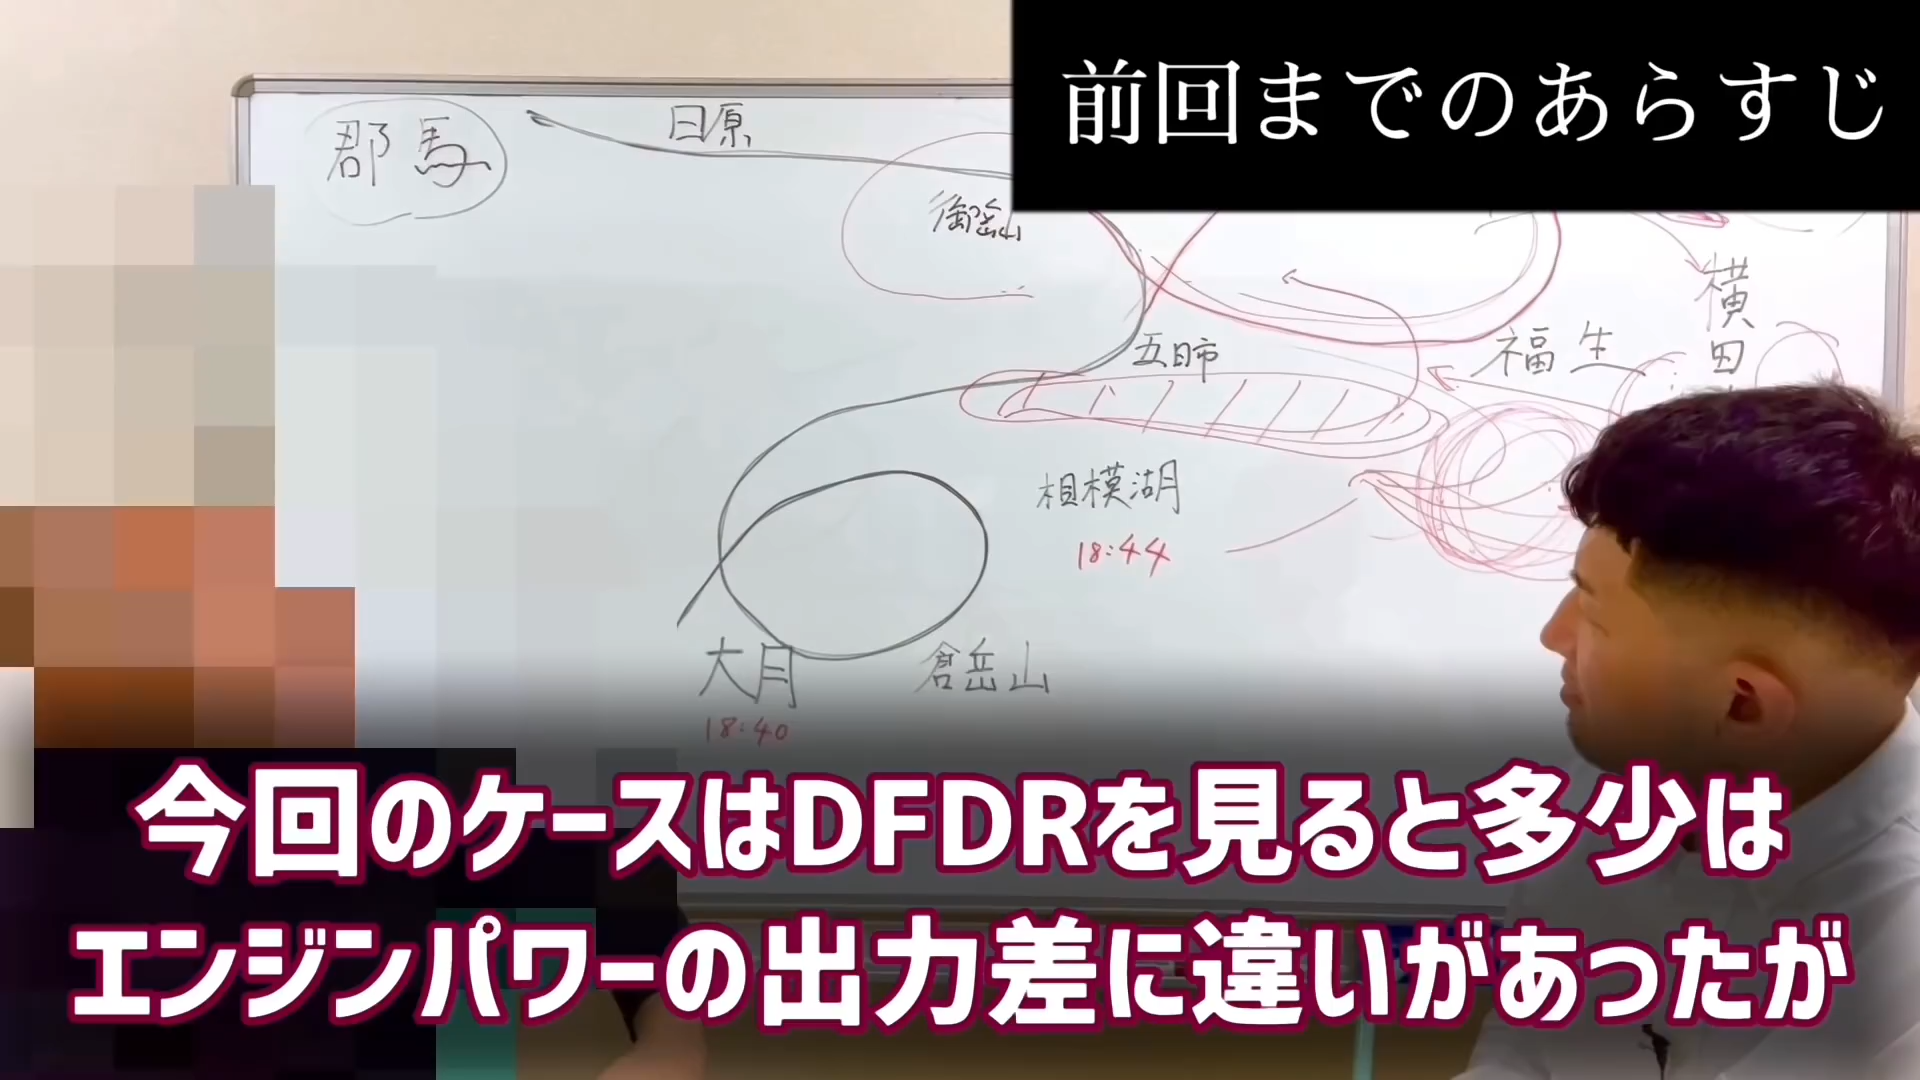 前回までのあらすじ
郡馬
日原
御岳山
横田
福生
五日市
相模湖
18:44
大月
18:40
倉岳山
今回のケースはDFDRを見ると多少は
エンジンパワーの出力差に違いがあったが